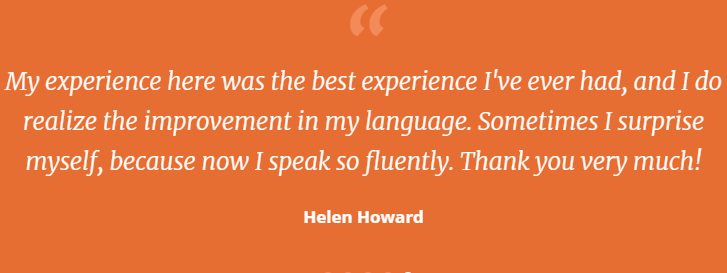 “
My experience here was the best experience I've ever had, and I do
realize the improvement in my language. Sometimes I surprise
myself, because now I speak so fluently. Thank you very much!
Helen Howard